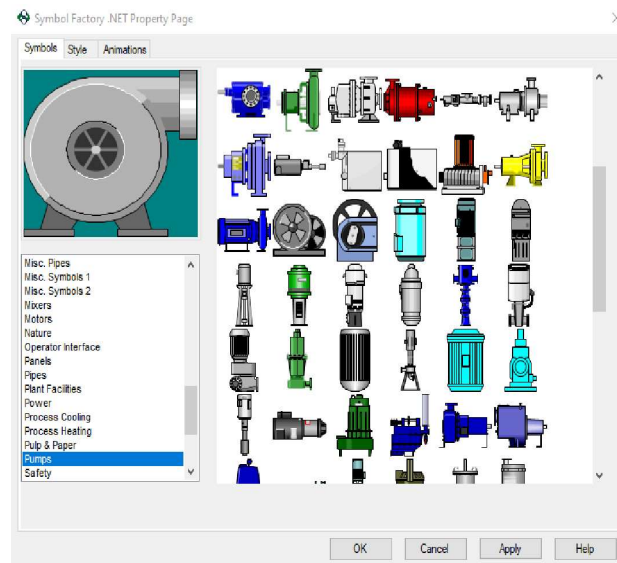 Symbol Factory .NET Property Page
Symbols Style Animations
Misc. Pipes
Misc. Symbols 1
Misc. Symbols 2
Mixers
Motors
Nature
Operator Interface
Panels
Pipes
Plant Facilities
Power
Process Cooling
Process Heating
Pulp & Paper
Pumps
Safety
OK Cancel Apply Help